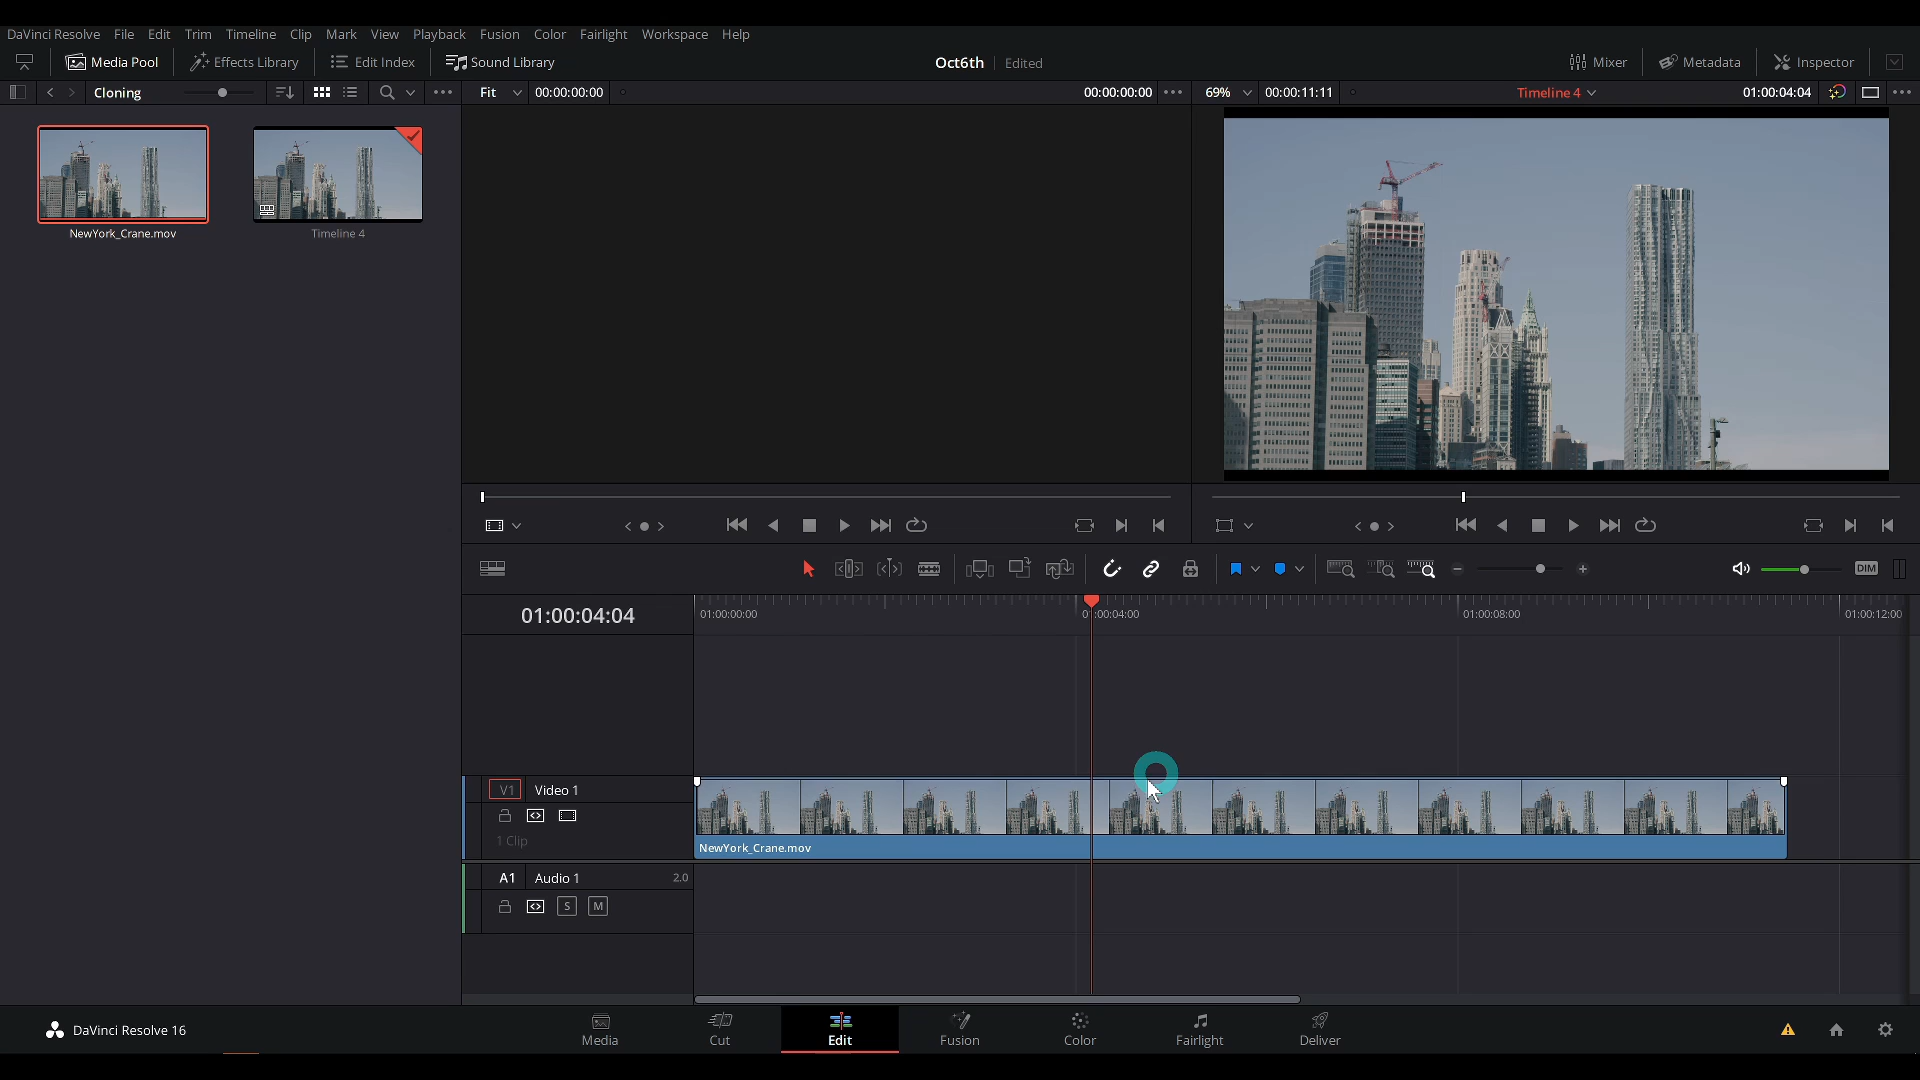 DaVinci Resolve File Edit Trim Timeline Clip Mark View Playback Fusion Color Fairlight Workspace Help
Media Pool Effects Library Edit Index Sound Library Oct6th Edited Mixer Metadata Inspector
Cloning Fit 00:00:00:00 00:00:00:00 69% 00:00:11:11 Timeline 4 01:00:04:04
NewYork_Crane.mov Timeline 4
DIM
01:00:04:04 01:00:00:00 01:00:04:00 01:00:08:00 01:00:12:00
V1 Video 1
1 Clip
NewYork_Crane.mov
A1 Audio 1 2.0
S M
DaVinci Resolve 16 Media Cut Edit Fusion Color Fairlight Deliver